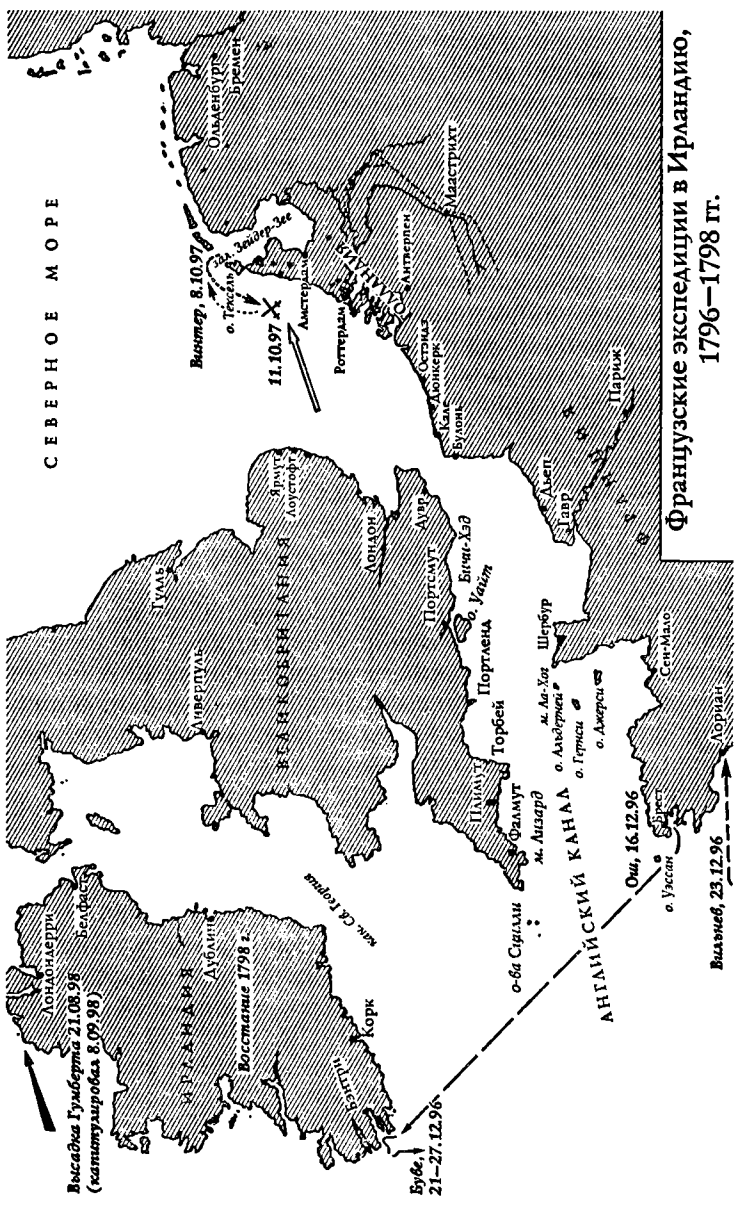 Французские экспедиции в Ирландию,
1796—1798 гг.
СЕВЕРНОЕ МОРЕ
Высадка Гумберта 21.08.98
(капитулировал 8.09.98)
Лондондерри
Белфаст
ИРЛАНДИЯ
Дублин
Восстание 1798 г.
Корк
Бэнтри
Буве,
21—27.12.96
кан. Св. Георга
ВЕЛИКОБРИТАНИЯ
Ливерпуль
Гулль
Ярмут
Лоустофт
Лондон
Дувр
Бичи-Хэд
Портсмут
о. Уайт
Портленд
Торбей
Плимут
Фалмут
м. Лизард
о-ва Сцилли
АНГЛИЙСКИЙ КАНАЛ
Винтер, 8.10.97
о. Тексель
зал. Зейдер-Зее
11.10.97
Амстердам
Роттердам
Ольденбург
Бремен
Маастрихт
Антверпен
Остэндэ
Дюнкерк
Кале
Булонь
Дьеп
Гавр
Париж
Шербур
м. Ла-Хог
о. Альдерней
о. Гернси
о. Джерси
Сен-Мало
Ош, 16.12.96
Брест
о. Уэссан
Лориан
Вильнев, 23.12.96